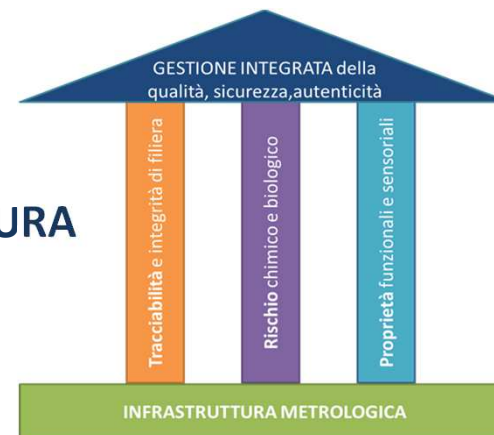 GESTIONE INTEGRATA della
qualità, sicurezza,autenticità
URA
Tracciabilità e integrità di filiera
Rischio chimico e biologico
Proprietà funzionali e sensoriali
INFRASTRUTTURA METROLOGICA